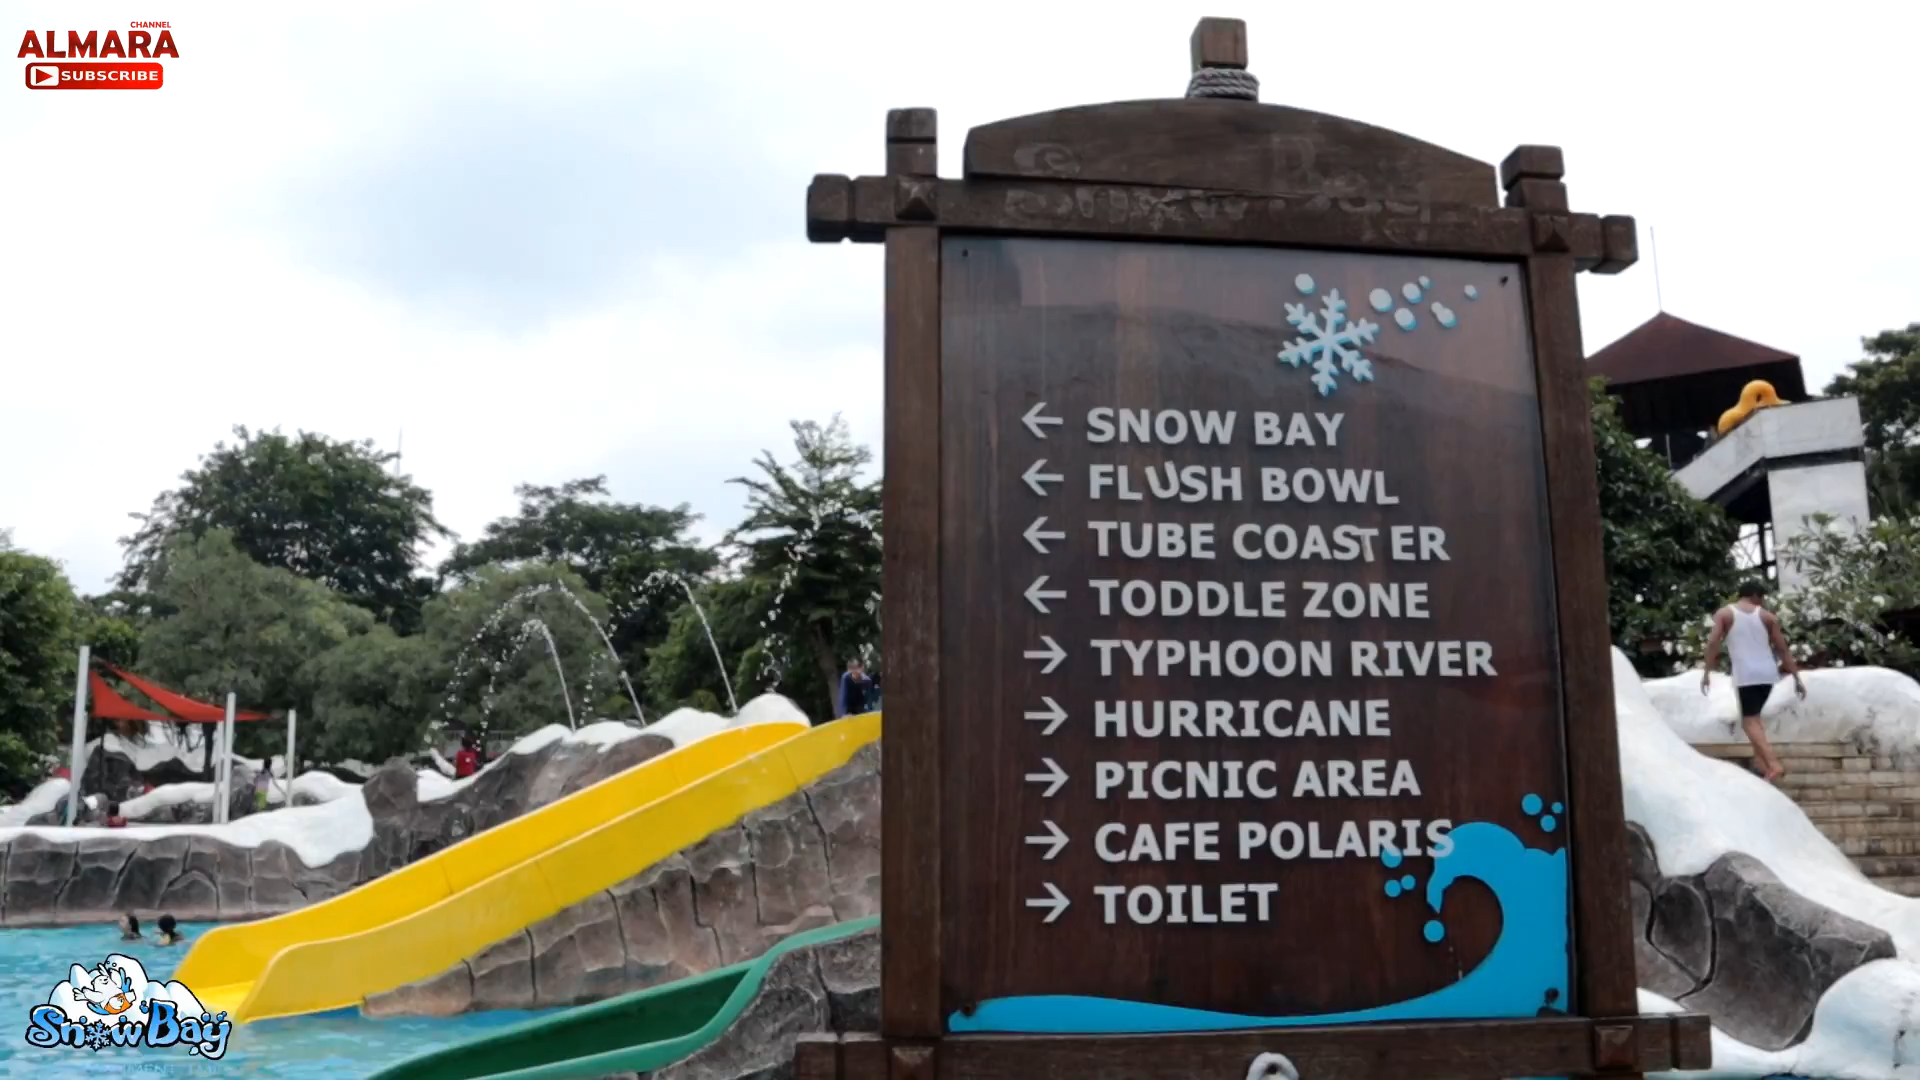 CHANNEL
ALMARA
SUBSCRIBE
← SNOW BAY
← FLUSH BOWL
← TUBE COASTER
← TODDLE ZONE
→ TYPHOON RIVER
→ HURRICANE
→ PICNIC AREA
→ CAFE POLARIS
→ TOILET
SnowBay